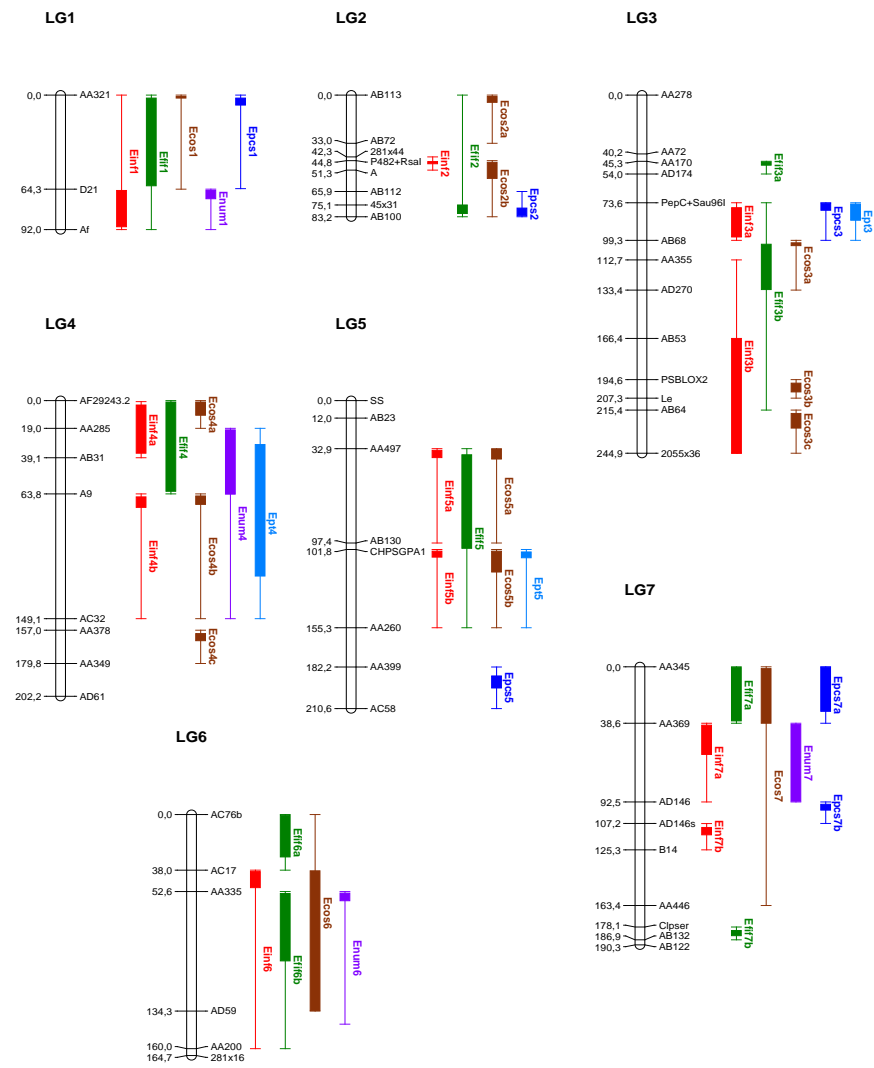 LG1
0,0 AA321
64,3 D21
92,0 Af
Einf1
Efif1
Ecos1
Enum1
Epcs1
LG2
0,0 AB113
33,0 AB72
42,3 281x44
44,8 P482+RsaI
51,3 A
65,9 AB112
75,1 45x31
83,2 AB100
Einf2
Efif2
Ecos2a
Ecos2b
Epcs2
LG3
0,0 AA278
40,2 AA72
45,3 AA170
54,0 AD174
73,6 PepC+Sau96I
99,3 AB68
112,7 AA355
133,4 AD270
166,4 AB53
194,6 PSBLOX2
207,3 Le
215,4 AB64
244,9 2055x36
Einf3a
Einf3b
Efif3a
Efif3b
Ecos3a
Ecos3b
Ecos3c
Epcs3
Ept3
LG4
0,0 AF29243.2
19,0 AA285
39,1 AB31
63,8 A9
149,1 AC32
157,0 AA378
179,8 AA349
202,2 AD61
Einf4a
Einf4b
Efif4
Ecos4a
Ecos4b
Ecos4c
Enum4
Ept4
LG5
0,0 SS
12,0 AB23
32,9 AA497
97,4 AB130
101,8 CHPSGPA1
155,3 AA260
182,2 AA399
210,6 AC58
Einf5a
Einf5b
Efif5
Ecos5a
Ecos5b
Epcs5
Ept5
LG6
0,0 AC76b
38,0 AC17
52,6 AA335
134,3 AD59
160,0 AA200
164,7 281x16
Einf6
Efif6a
Efif6b
Ecos6
Enum6
LG7
0,0 AA345
38,6 AA369
92,5 AD146
107,2 AD146s
125,3 B14
163,4 AA446
178,1 Clpser
186,9 AB132
190,3 AB122
Einf7a
Einf7b
Efif7a
Efif7b
Ecos7
Enum7
Epcs7a
Epcs7b